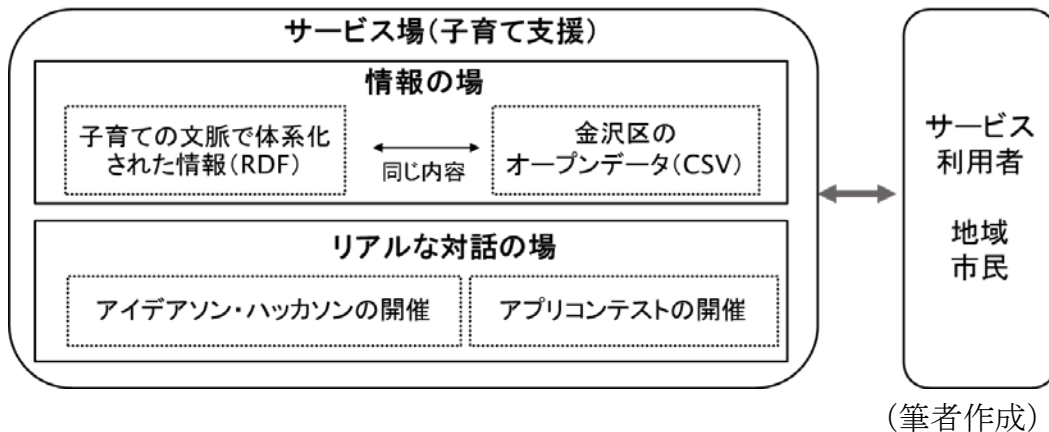 サービス場(子育て支援)
情報の場
子育ての文脈で体系化
された情報(RDF)
同じ内容
金沢区の
オープンデータ(CSV)
リアルな対話の場
アイデアソン・ハッカソンの開催
アプリコンテストの開催
サービス
利用者
地域
市民
(筆者作成)